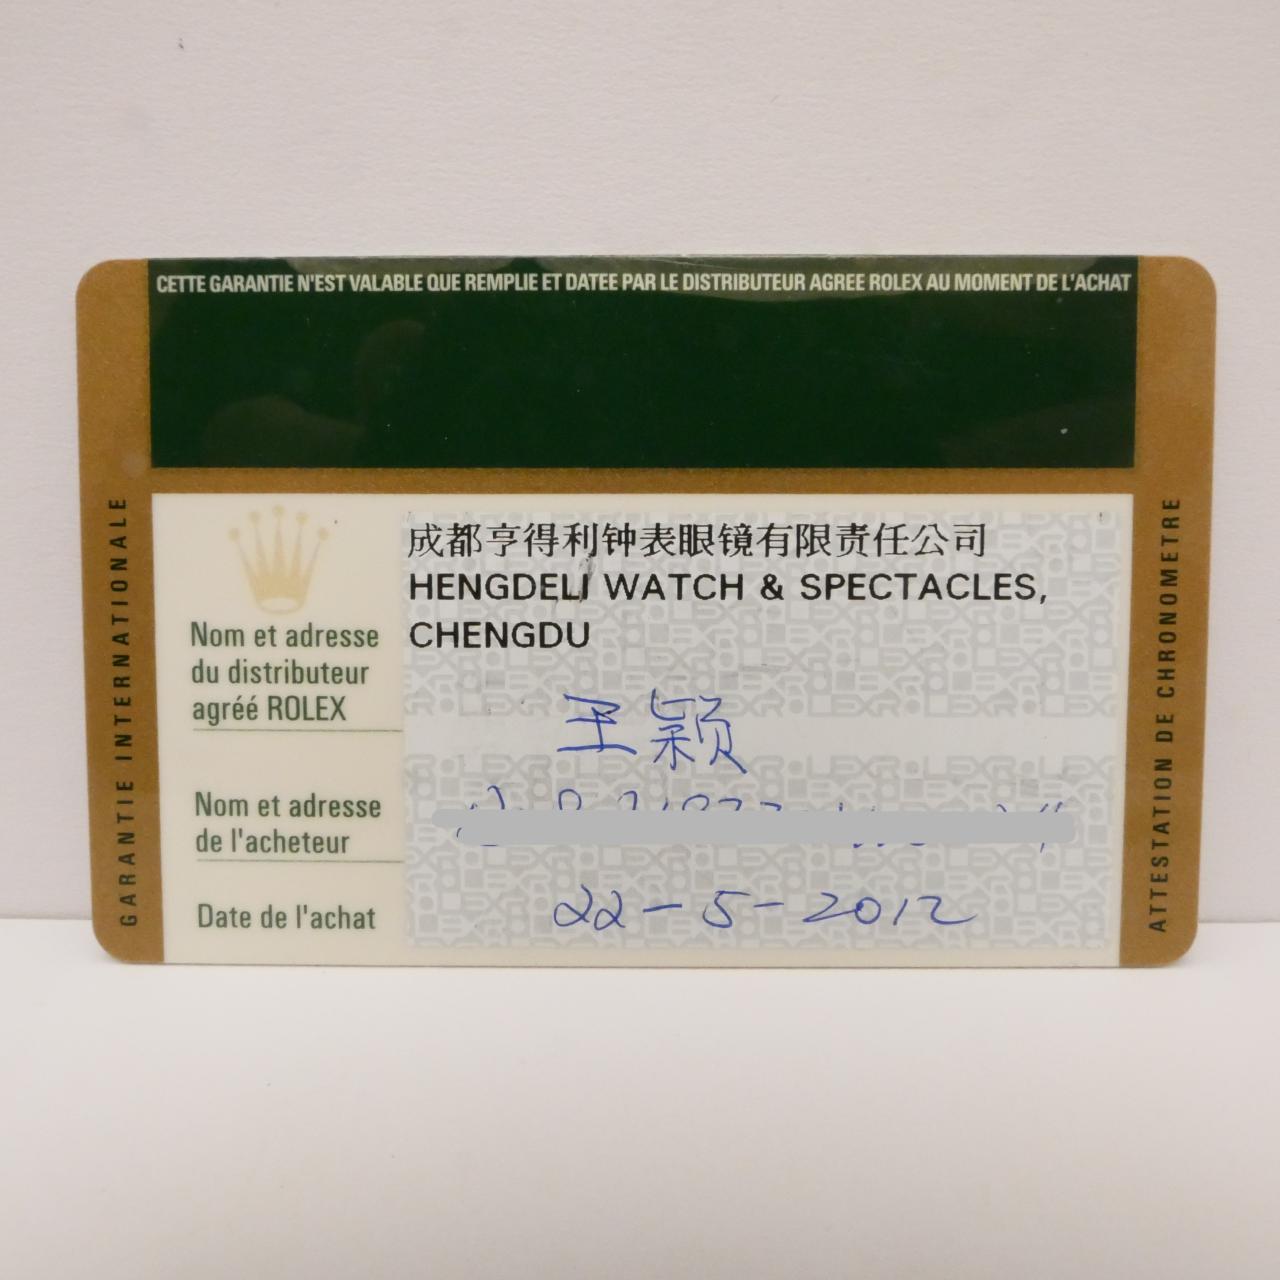 CETTE GARANTIE N'EST VALABLE QUE REMPLIE ET DATEE PAR LE DISTRIBUTEUR AGREE ROLEX AU MOMENT DE L'ACHAT
GARANTIE INTERNATIONALE
成都亨得利钟表眼镜有限责任公司
HENGDELI WATCH & SPECTACLES,
CHENGDU
Nom et adresse
du distributeur
agréé ROLEX
王颖
Nom et adresse
de l'acheteur
Date de l'achat
22-5-2012
ATTESTATION DE CHRONOMETRE